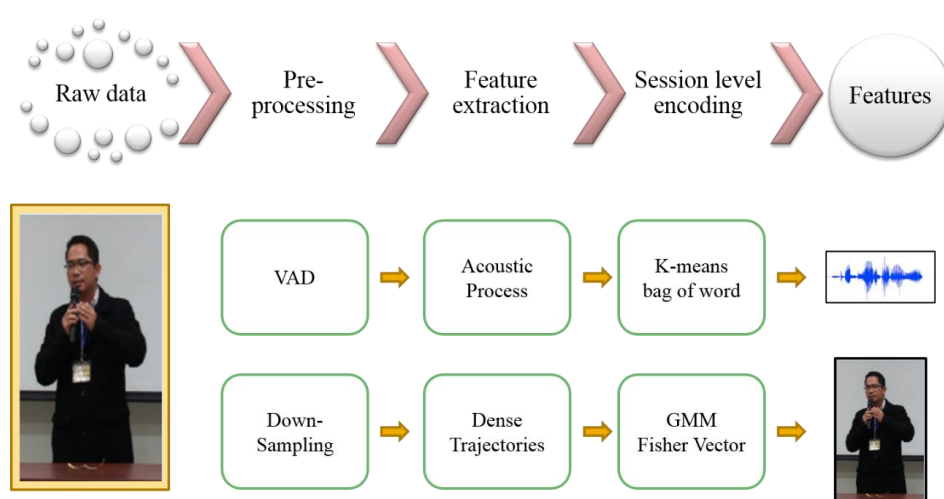 Raw data
Pre-
processing
Feature
extraction
Session level
encoding
Features
VAD
Acoustic
Process
K-means
bag of word
Down-
Sampling
Dense
Trajectories
GMM
Fisher Vector